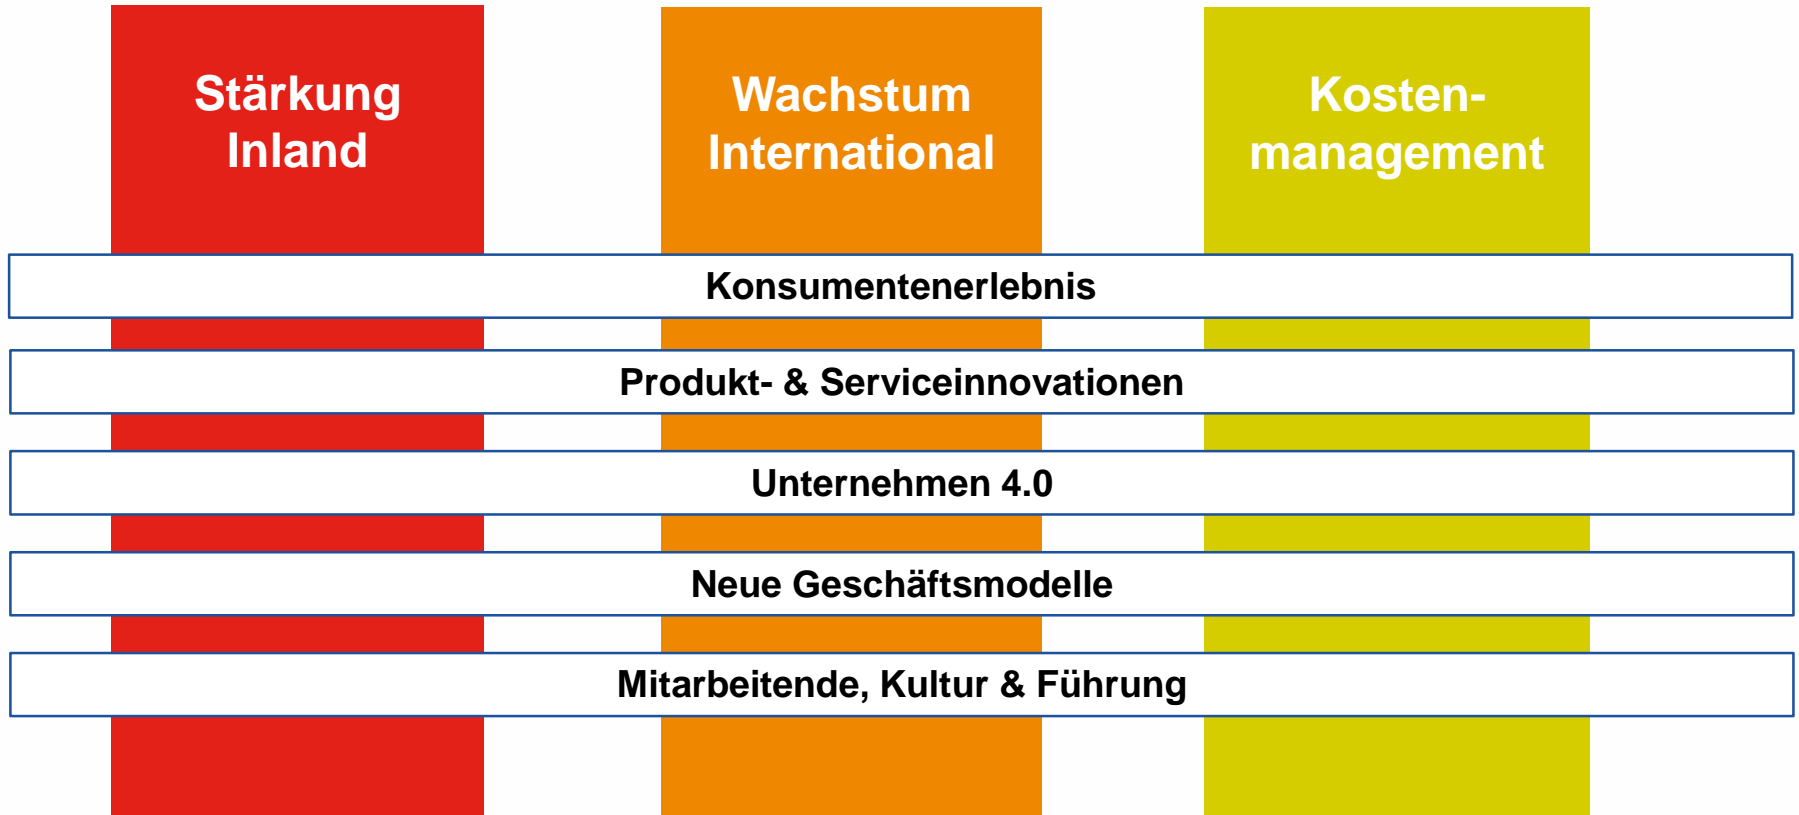 Stärkung
Inland
Wachstum
International
Kosten-
management
Konsumentenerlebnis
Produkt- & Serviceinnovationen
Unternehmen 4.0
Neue Geschäftsmodelle
Mitarbeitende, Kultur & Führung